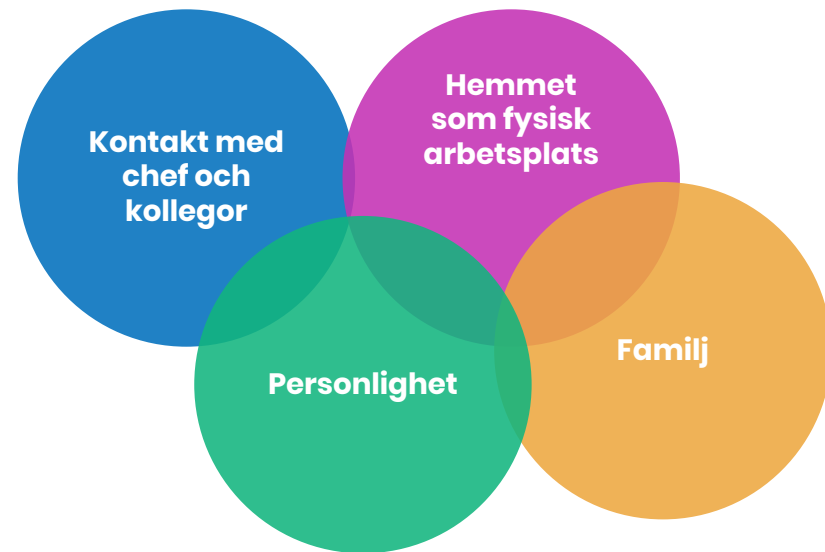 Kontakt med
chef och
kollegor
Hemmet
som fysisk
arbetsplats
Personlighet
Familj